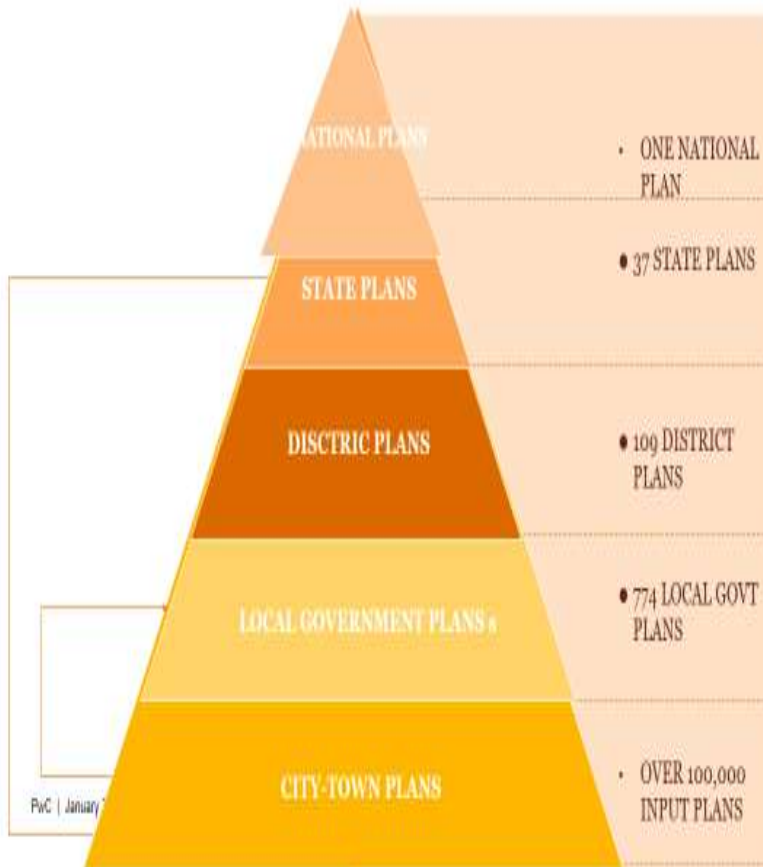 NATIONAL PLANS
• ONE NATIONAL
PLAN
STATE PLANS
• 37 STATE PLANS
DISCTRIC PLANS
• 109 DISTRICT
PLANS
LOCAL GOVERNMENT PLANS s
• 774 LOCAL GOVT
PLANS
CITY-TOWN PLANS
• OVER 100,000
INPUT PLANS
PwC | January